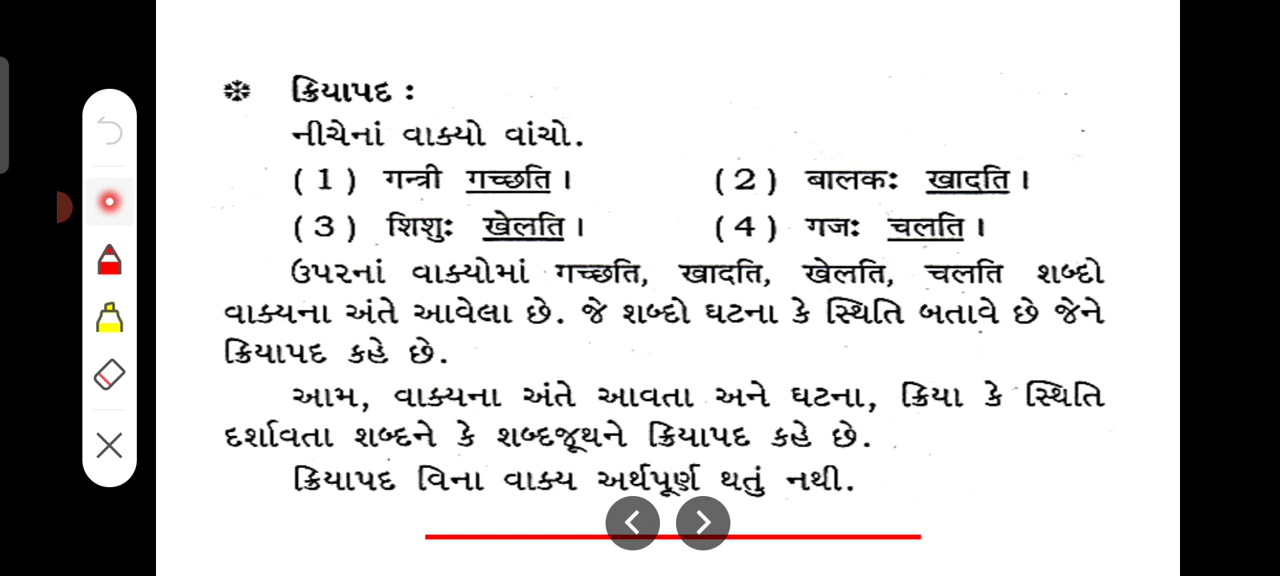 ❄ ક્રિયાપદ :
નીચેનાં વાક્યો વાંચો.
( 1 ) गन्त्री गच्छति । ( 2 ) बालकः खादति ।
( 3 ) शिशुः खेलति । ( 4 ) गजः चलति ।
ઉપરનાં વાક્યોમાં गच्छति, खादति, खेलति, चलति શબ્દો
વાક્યના અંતે આવેલા છે. જે શબ્દો ઘટના કે સ્થિતિ બતાવે છે જેને
ક્રિયાપદ કહે છે.
આમ, વાક્યના અંતે આવતા અને ઘટના, ક્રિયા કે સ્થિતિ
દર્શાવતા શબ્દને કે શબ્દજૂથને ક્રિયાપદ કહે છે.
ક્રિયાપદ વિના વાક્ય અર્થપૂર્ણ થતું નથી.